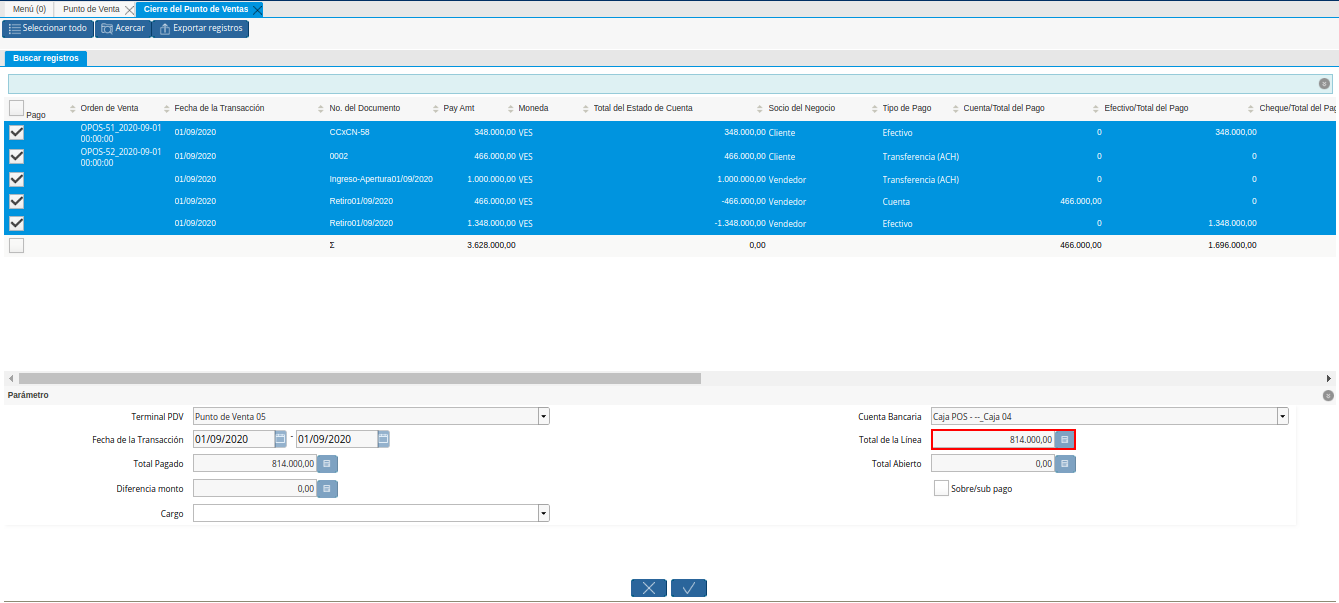 Menú (0) Punto de Venta Cierre del Punto de Ventas
Seleccionar todo Acercar Exportar registros
Buscar registros
Pago Orden de Venta Fecha de la Transacción No. del Documento Pay Amt Moneda Total del Estado de Cuenta Socio del Negocio Tipo de Pago Cuenta/Total del Pago Efectivo/Total del Pago Cheque/Total del Pag
OPOS-51_2020-09-01 00:00:00 01/09/2020 CCxCN-58 348.000,00 VES 348.000,00 Cliente Efectivo 0 348.000,00
OPOS-52_2020-09-01 00:00:00 01/09/2020 0002 466.000,00 VES 466.000,00 Cliente Transferencia (ACH) 0 0
01/09/2020 Ingreso-Apertura01/09/2020 1.000.000,00 VES 1.000.000,00 Vendedor Transferencia (ACH) 0 0
01/09/2020 Retiro01/09/2020 466.000,00 VES -466.000,00 Vendedor Cuenta 466.000,00 0
01/09/2020 Retiro01/09/2020 1.348.000,00 VES -1.348.000,00 Vendedor Efectivo 0 1.348.000,00
Σ 3.628.000,00 0,00 466.000,00 1.696.000,00
Parámetro
Terminal PDV Punto de Venta 05 Cuenta Bancaria Caja POS - --_Caja 04
Fecha de la Transacción 01/09/2020 - 01/09/2020 Total de la Línea 814.000,00
Total Pagado 814.000,00 Total Abierto 0,00
Diferencia monto 0,00 Sobre/sub pago
Cargo